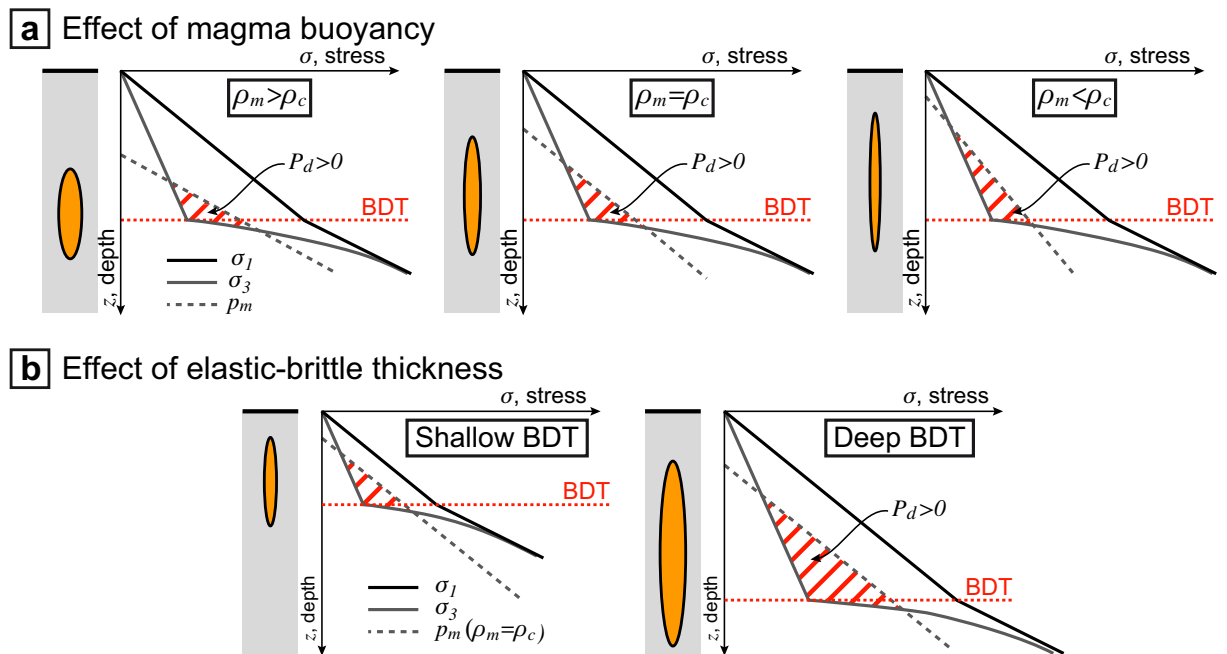 a Effect of magma buoyancy
σ, stress
σ, stress
σ, stress
ρm>ρc
ρm=ρc
ρm<ρc
Pd>0
Pd>0
Pd>0
BDT
BDT
BDT
z, depth
z, depth
z, depth
σ1
σ3
pm
b Effect of elastic-brittle thickness
σ, stress
σ, stress
Shallow BDT
Deep BDT
BDT
Pd>0
BDT
z, depth
z, depth
σ1
σ3
pm (ρm=ρc)